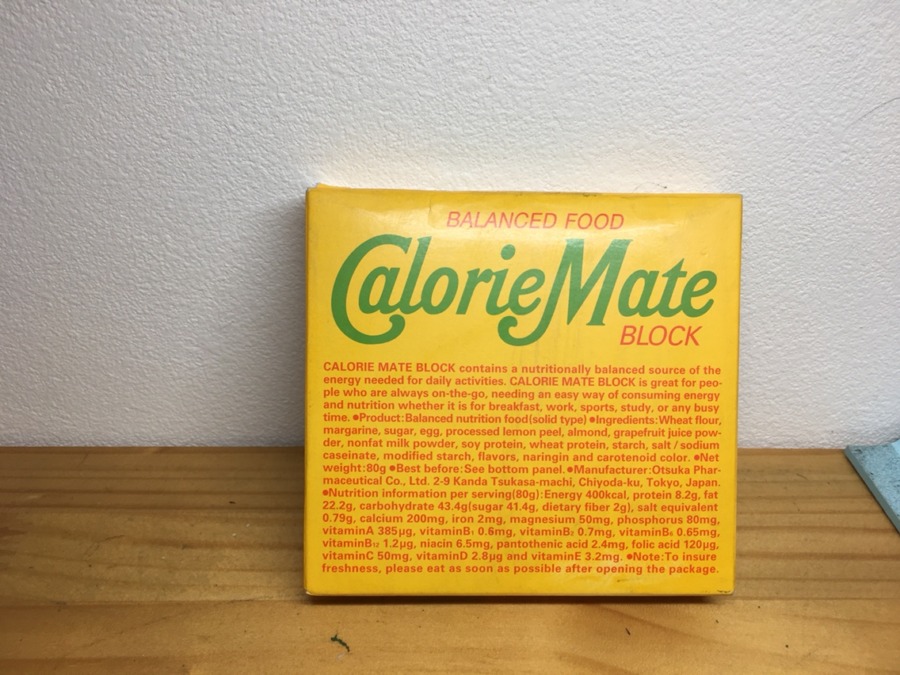 BALANCED FOOD
CalorieMate
BLOCK
CALORIE MATE BLOCK contains a nutritionally balanced source of the
energy needed for daily activities. CALORIE MATE BLOCK is great for peo-
ple who are always on-the-go, needing an easy way of consuming energy
and nutrition whether it is for breakfast, work, sports, study, or any busy
time. ●Product:Balanced nutrition food(solid type) ●Ingredients:Wheat flour,
margarine, sugar, egg, processed lemon peel, almond, grapefruit juice pow-
der, nonfat milk powder, soy protein, wheat protein, starch, salt/sodium
caseinate, modified starch, flavors, naringin and carotenoid color. ●Net
weight:80g ●Best before:See bottom panel. ●Manufacturer:Otsuka Phar-
maceutical Co., Ltd. 2-9 Kanda Tsukasa-machi, Chiyoda-ku, Tokyo, Japan.
●Nutrition information per serving(80g):Energy 400kcal, protein 8.2g, fat
22.2g, carbohydrate 43.4g(sugar 41.4g, dietary fiber 2g), salt equivalent
0.79g, calcium 200mg, iron 2mg, magnesium 50mg, phosphorus 80mg,
vitaminA 385μg, vitaminB₁ 0.6mg, vitaminB₂ 0.7mg, vitaminB₆ 0.65mg,
vitaminB₁₂ 1.2μg, niacin 6.5mg, pantothenic acid 2.4mg, folic acid 120μg,
vitaminC 50mg, vitaminD 2.8μg and vitaminE 3.2mg. ●Note:To insure
freshness, please eat as soon as possible after opening the package.